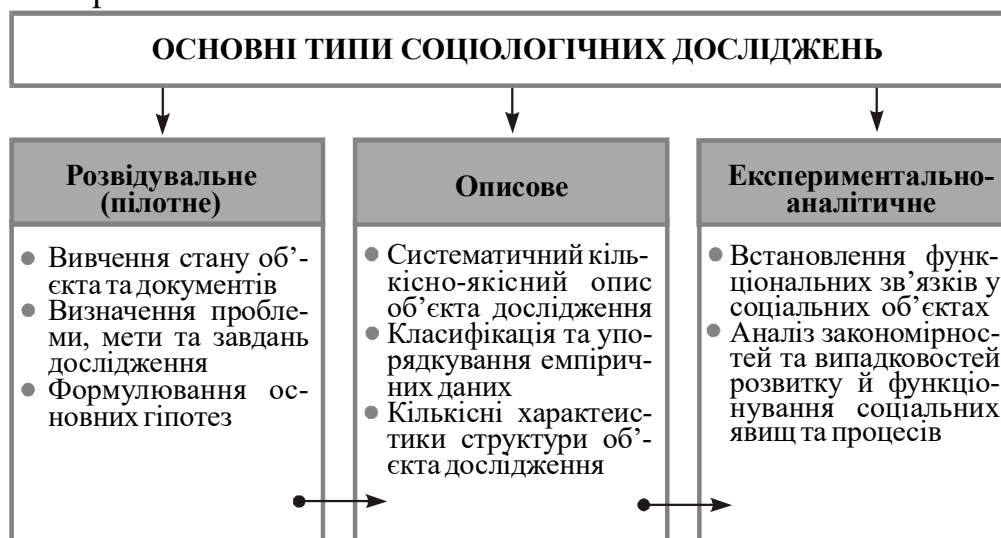 ОСНОВНІ ТИПИ СОЦІОЛОГІЧНИХ ДОСЛІДЖЕНЬ
Розвідувальне
(пілотне)
Вивчення стану об’-
єкта та документів
Визначення пробле-
ми, мети та завдань
дослідження
Формулювання ос-
новних гіпотез
Описове
Систематичний кіль-
кісно-якісний опис
об’єкта дослідження
Класифікація та упо-
рядкування емпірич-
них даних
Кількісні характеис-
тики структури об’-
єкта дослідження
Експериментально-
аналітичне
Встановлення функ-
ціональних зв’язків у
соціальних об’єктах
Аналіз закономірнос-
тей та випадковостей
розвитку й функціо-
нування соціальних
явищ та процесів